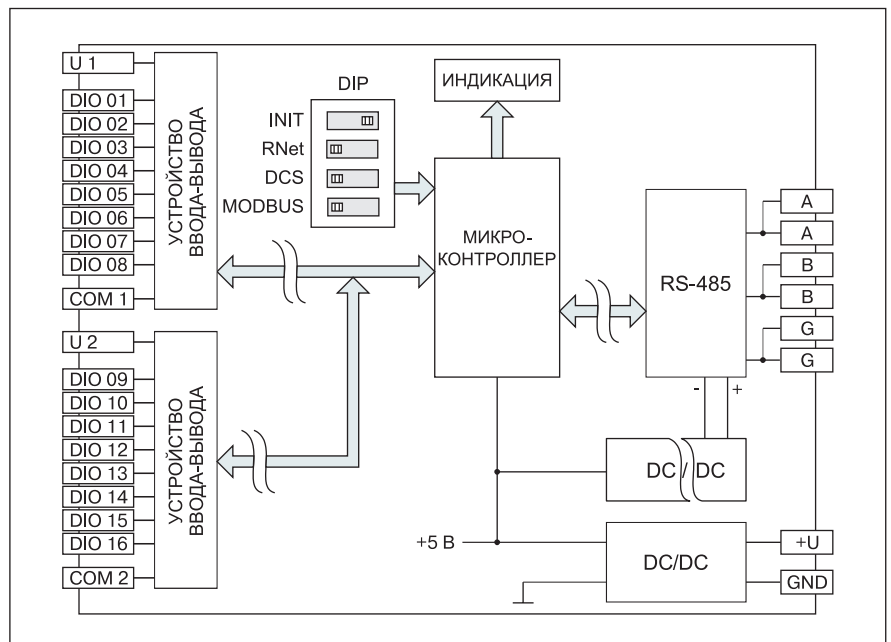 U 1
DIO 01
DIO 02
DIO 03
DIO 04
DIO 05
DIO 06
DIO 07
DIO 08
COM 1
УСТРОЙСТВО
ВВОДА-ВЫВОДА
U 2
DIO 09
DIO 10
DIO 11
DIO 12
DIO 13
DIO 14
DIO 15
DIO 16
COM 2
УСТРОЙСТВО
ВВОДА-ВЫВОДА
DIP
INIT
RNet
DCS
MODBUS
ИНДИКАЦИЯ
МИКРО-
КОНТРОЛЛЕР
RS-485
A
A
B
B
G
G
- +
DC / DC
+5 В
DC/DC
+U
GND